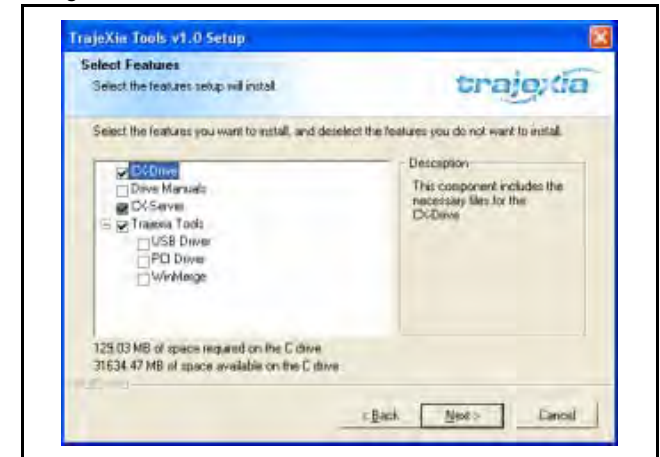 TrajeXia Tools v1.0 Setup
Select Features
Select the features setup will install.
trajexia
Select the features you want to install, and deselect the features you do not want to install.
CX-Drive
Drive Manuals
CX-Server
Trajexia Tools
USB Driver
PCI Driver
WinMerge
Description
This component includes the
necessary files for the
CX-Drive
129.03 MB of space required on the C drive
31634.47 MB of space available on the C drive
< Back
Next >
Cancel